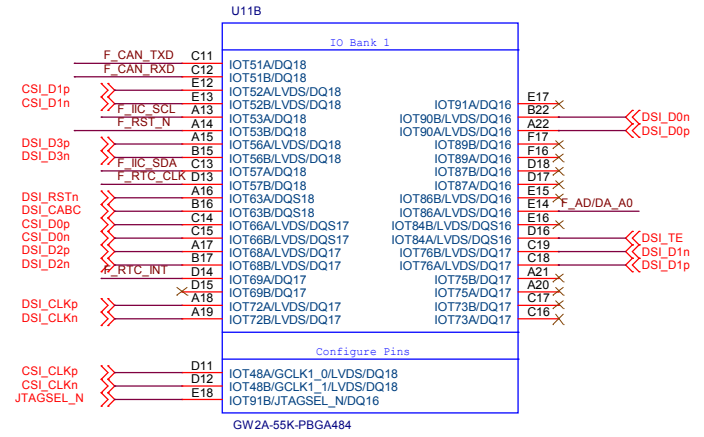 U11B
IO Bank 1
F_CAN_TXD C11 IOT51A/DQ18
F_CAN_RXD C12 IOT51B/DQ18
CSI_D1p E12 IOT52A/LVDS/DQ18
CSI_D1n E13 IOT52B/LVDS/DQ18 IOT91A/DQ16 E17
F_IIC_SCL A13 IOT53A/DQ18 IOT90B/LVDS/DQ16 B22 DSI_D0n
F_RST_N A14 IOT53B/DQ18 IOT90A/LVDS/DQ16 A22 DSI_D0p
DSI_D3p A15 IOT56A/LVDS/DQ18 IOT89B/DQ16 F17
DSI_D3n B15 IOT56B/LVDS/DQ18 IOT89A/DQ16 F16
F_IIC_SDA C13 IOT57A/DQ18 IOT87B/DQ16 D18
F_RTC_CLK D13 IOT57B/DQ18 IOT87A/DQ16 D17
DSI_RSTn A16 IOT63A/DQS18 IOT86B/LVDS/DQ16 E15
DSI_CABC B16 IOT63B/DQS18 IOT86A/LVDS/DQ16 E14 F_AD/DA_A0
CSI_D0p C14 IOT66A/LVDS/DQS17 IOT84B/LVDS/DQS16 E16
CSI_D0n C15 IOT66B/LVDS/DQS17 IOT84A/LVDS/DQS16 D16 DSI_TE
DSI_D2p A17 IOT68A/LVDS/DQ17 IOT76B/LVDS/DQ17 C19 DSI_D1n
DSI_D2n B17 IOT68B/LVDS/DQ17 IOT76A/LVDS/DQ17 C18 DSI_D1p
F_RTC_INT D14 IOT69A/DQ17 IOT75B/DQ17 A21
D15 IOT69B/DQ17 IOT75A/DQ17 A20
DSI_CLKp A18 IOT72A/LVDS/DQ17 IOT73B/DQ17 C17
DSI_CLKn A19 IOT72B/LVDS/DQ17 IOT73A/DQ17 C16
Configure Pins
CSI_CLKp D11 IOT48A/GCLK1_0/LVDS/DQ18
CSI_CLKn D12 IOT48B/GCLK1_1/LVDS/DQ18
JTAGSEL_N E18 IOT91B/JTAGSEL_N/DQ16
GW2A-55K-PBGA484